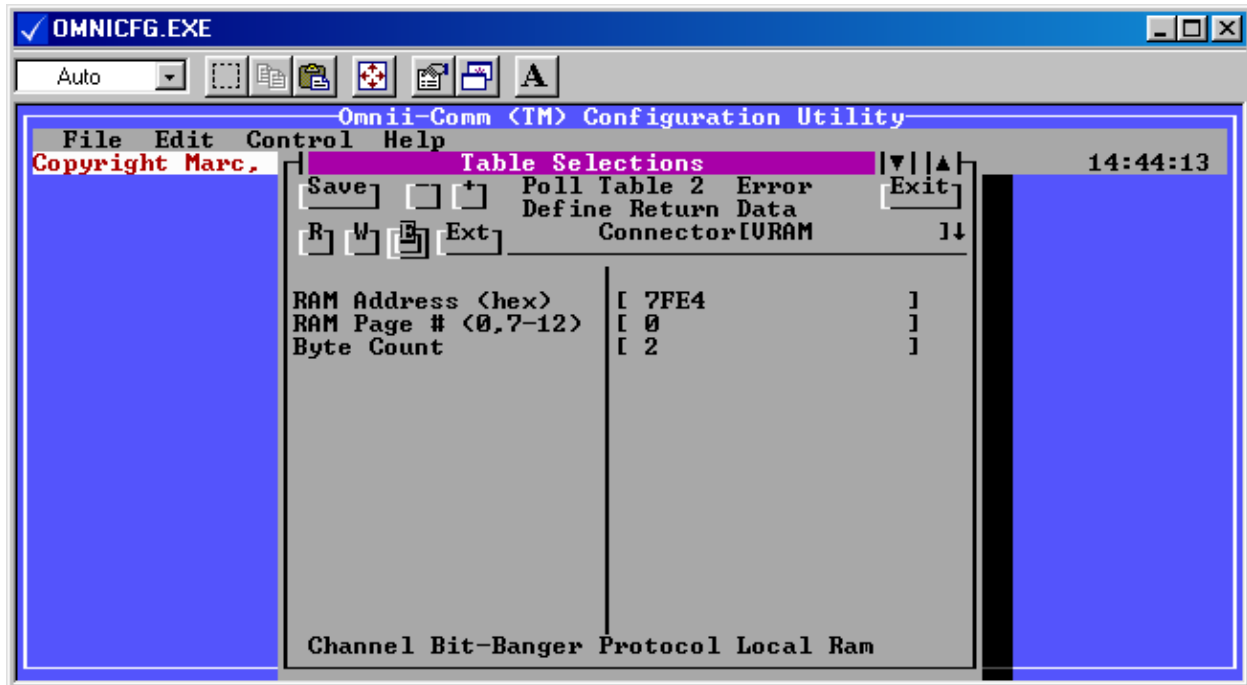 OMNICFG.EXE
Auto
A
Omnii-Comm (TM) Configuration Utility
File Edit Control Help
Copyright Marc, Table Selections 14:44:13
Save - + Poll Table 2 Error Exit
Define Return Data
R W E Ext Connector[VRAM ]↓
RAM Address (hex) [ 7FE4 ]
RAM Page # (0,7-12) [ 0 ]
Byte Count [ 2 ]
Channel Bit-Banger Protocol Local Ram